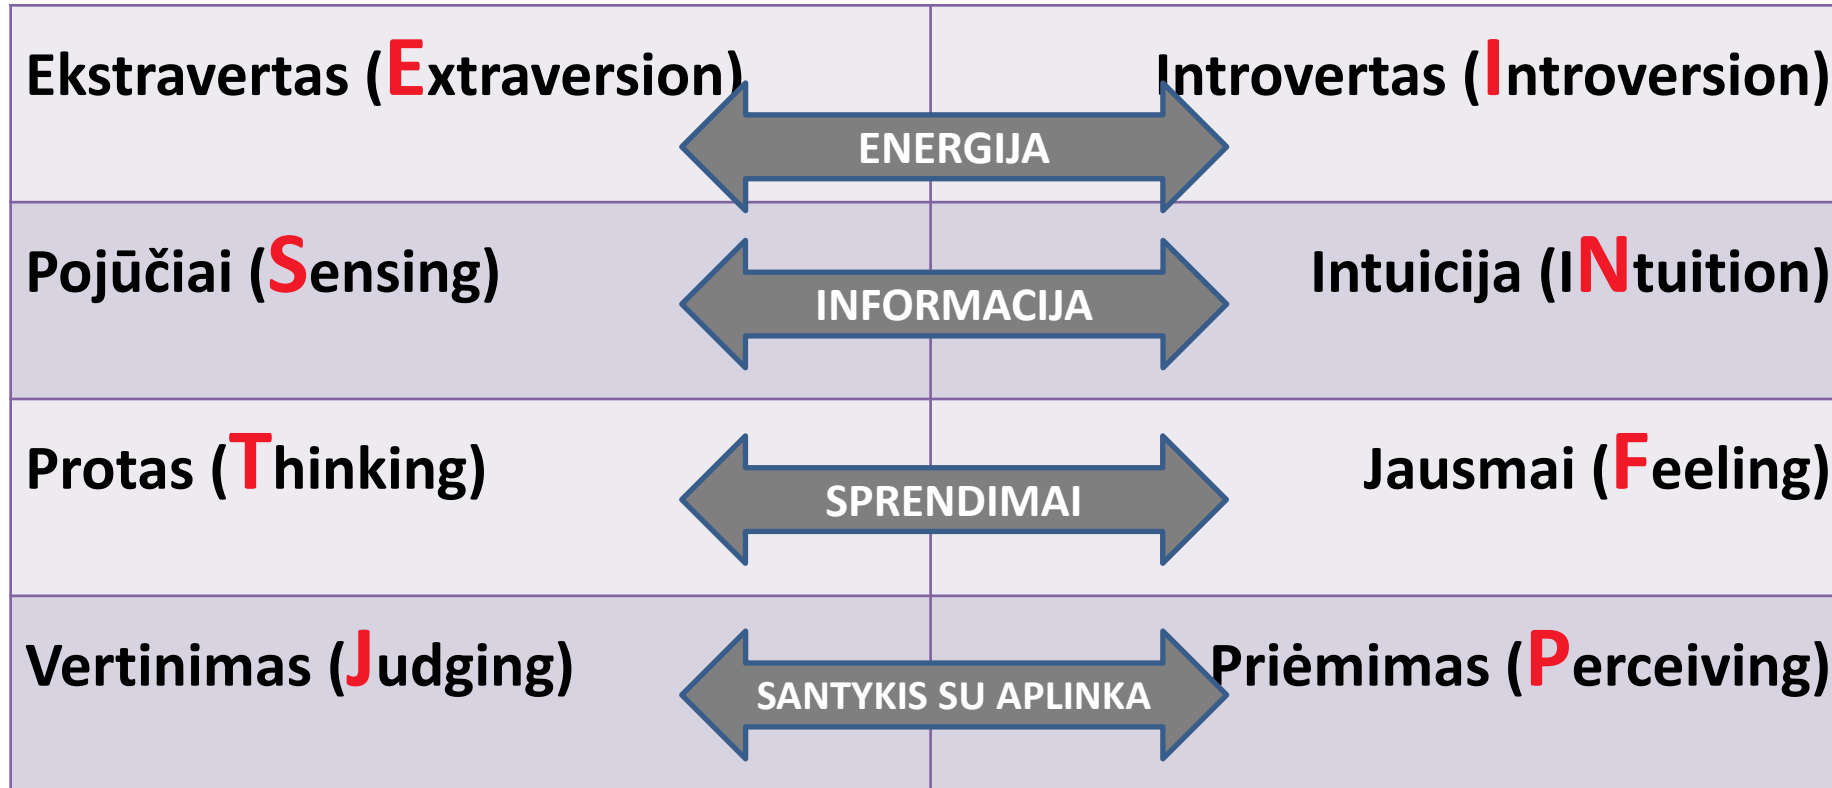 Ekstravertas (Extraversion)
ENERGIJA
Introvertas (Introversion)
Pojūčiai (Sensing)
INFORMACIJA
Intuicija (INtuition)
Protas (Thinking)
SPRENDIMAI
Jausmai (Feeling)
Vertinimas (Judging)
SANTYKIS SU APLINKA
Priėmimas (Perceiving)